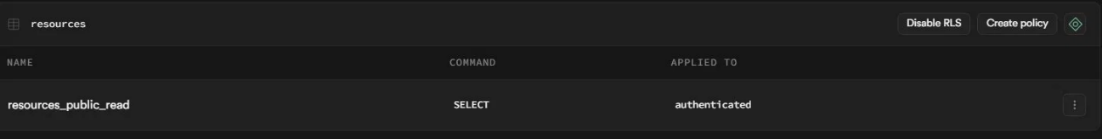 resources
Disable RLS
Create policy
NAME
COMMAND
APPLIED TO
resources_public_read
SELECT
authenticated